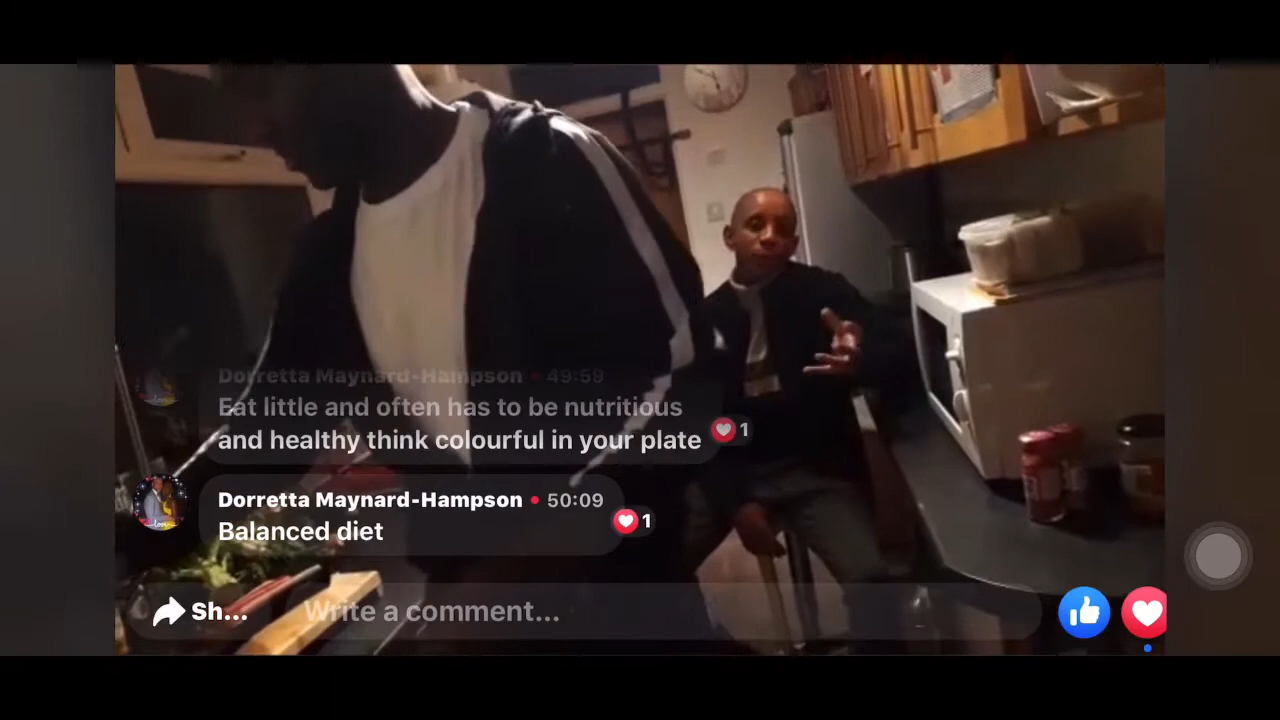 Dorretta Maynard-Hampson • 49:59
Eat little and often has to be nutritious
and healthy think colourful in your plate
1
Dorretta Maynard-Hampson • 50:09
Balanced diet
1
Sh...
Write a comment...